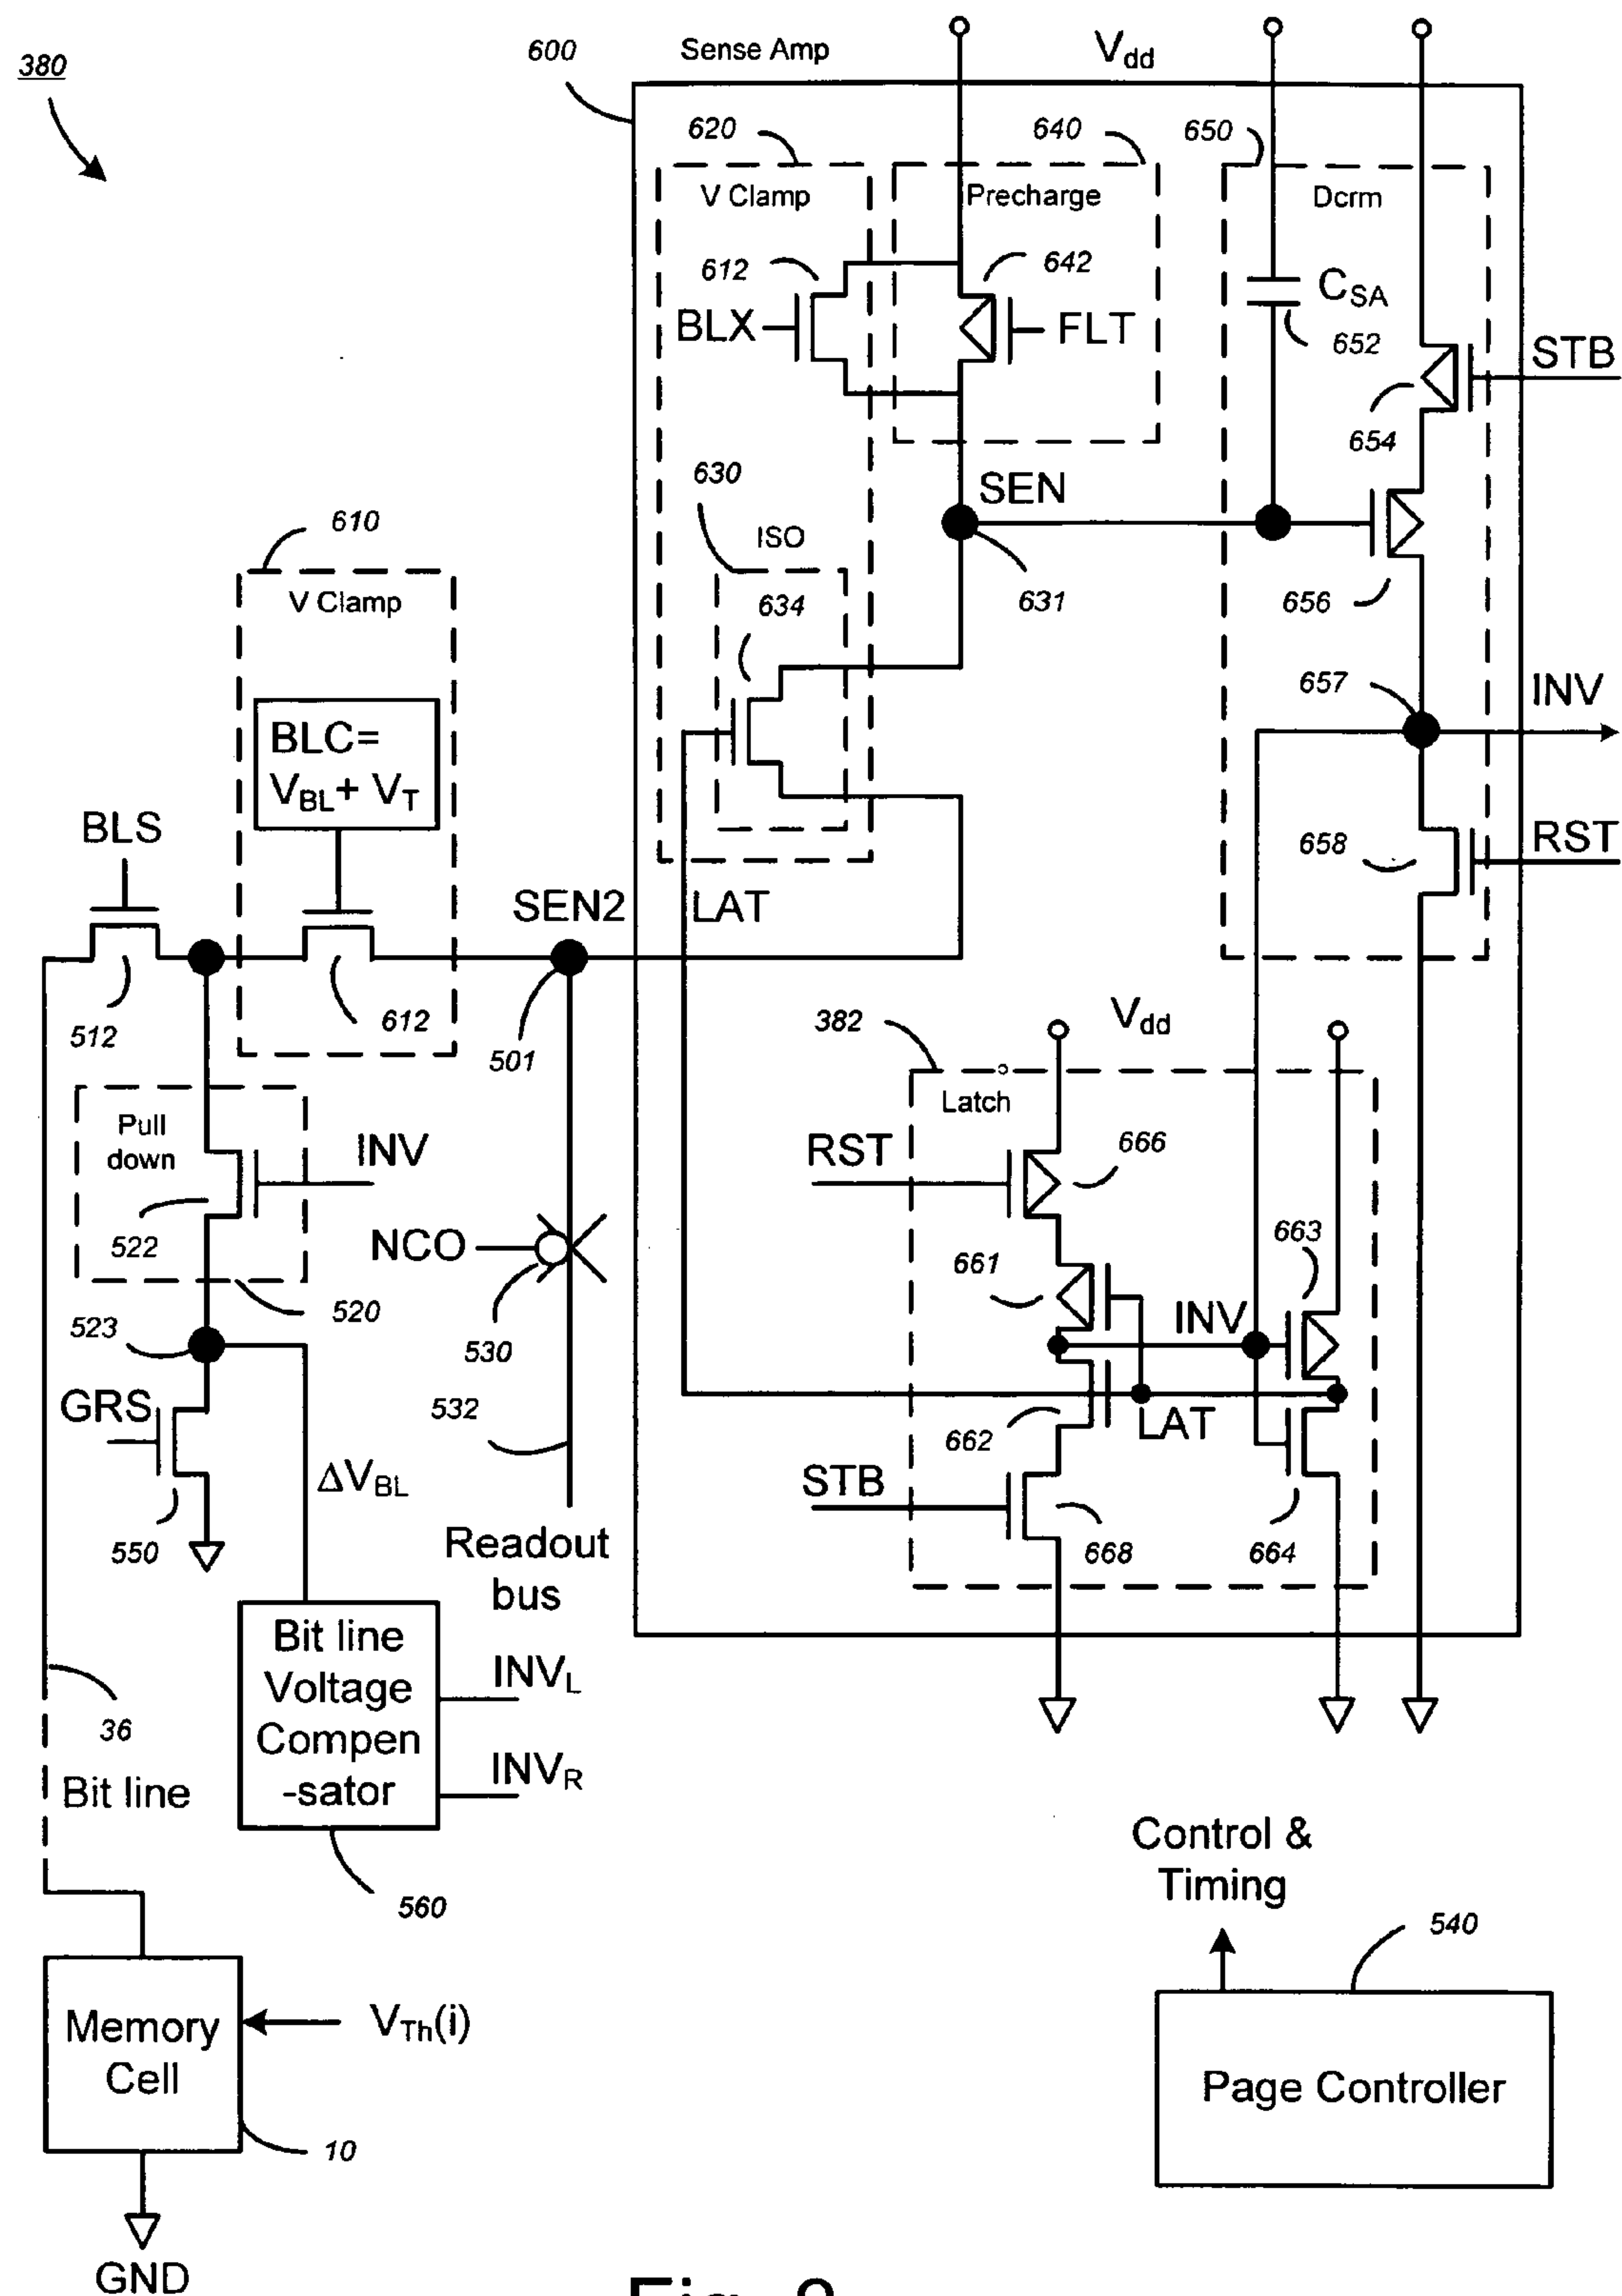 380
600
Sense Amp
Vdd
620
640
650
V Clamp
Precharge
Dcrm
612
642
CSA
BLX
FLT
652
STB
654
630
SEN
610
ISO
V Clamp
634
631
656
657
INV
BLC=
VBL+ VT
BLS
658
RST
SEN2
LAT
512
612
501
382
Vdd
Latch
Pull
down
INV
RST
666
522
NCO
663
661
523
520
530
INV
GRS
532
662
LAT
ΔVBL
STB
550
Readout
bus
668
664
Bit line
Voltage
Compen
-sator
INVL
INVR
36
Bit line
560
Control &
Timing
540
Memory
Cell
VTh(i)
Page Controller
10
GND